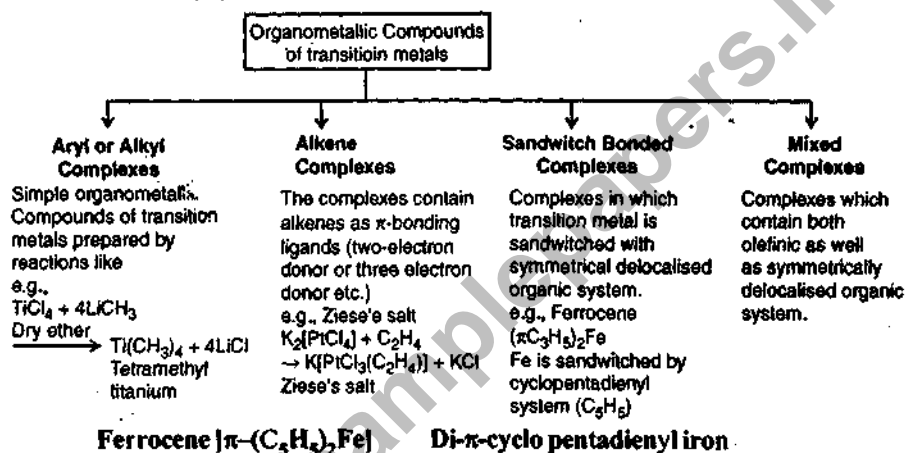 Organometallic Compounds
of transitioin metals
Aryl or Alkyl
Complexes
Simple organometallic.
Compounds of transition
metals prepared by
reactions like
e.g.,
TiCl₄ + 4LiCH₃
Dry ether
→ Ti(CH₃)₄ + 4LiCl
Tetramethyl
titanium
Alkene
Complexes
The complexes contain
alkenes as π-bonding
ligands (two-electron
donor or three electron
donor etc.)
e.g., Ziese's salt
K₂[PtCl₄] + C₂H₄
→ K[PtCl₃(C₂H₄)] + KCl
Ziese's salt
Sandwitch Bonded
Complexes
Complexes in which
transition metal is
sandwitched with
symmetrical delocalised
organic system.
e.g., Ferrocene
(πC₅H₅)₂Fe
Fe is sandwitched by
cyclopentadienyl
system (C₅H₅)
Mixed
Complexes
Complexes which
contain both
olefinic as well
as symmetrically
delocalised organic
system.
Ferrocene [π–(C₅H₅)₂Fe] Di-π-cyclo pentadienyl iron
amplepapers.in